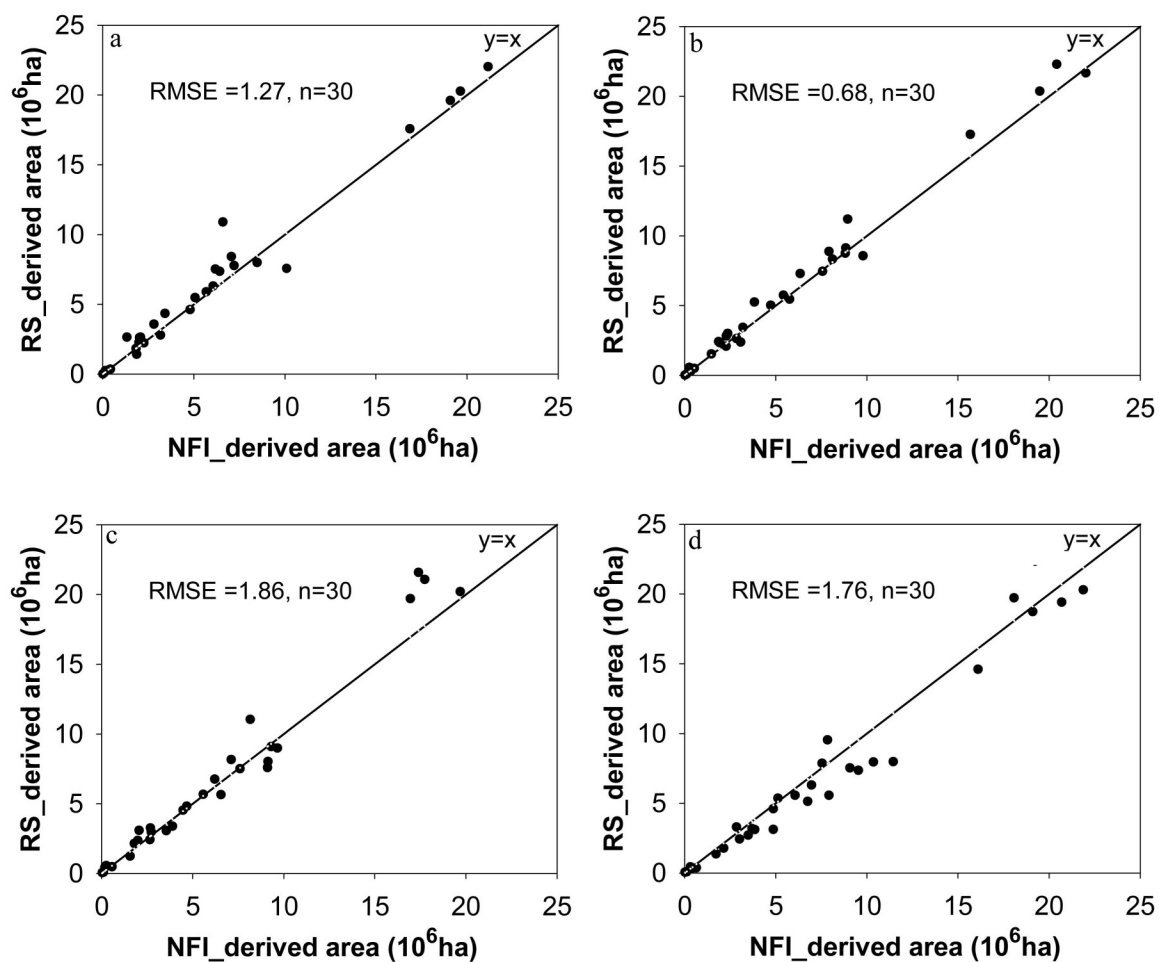 a
y=x
RMSE =1.27, n=30
25
20
15
10
5
0
RS_derived area (10⁶ha)
0 5 10 15 20 25
NFI_derived area (10⁶ha)
b
y=x
RMSE =0.68, n=30
25
20
15
10
5
0
RS_derived area (10⁶ha)
0 5 10 15 20 25
NFI_derived area (10⁶ha)
c
y=x
RMSE =1.86, n=30
25
20
15
10
5
0
RS_derived area (10⁶ha)
0 5 10 15 20 25
NFI_derived area (10⁶ha)
d
y=x
RMSE =1.76, n=30
25
20
15
10
5
0
RS_derived area (10⁶ha)
0 5 10 15 20 25
NFI_derived area (10⁶ha)